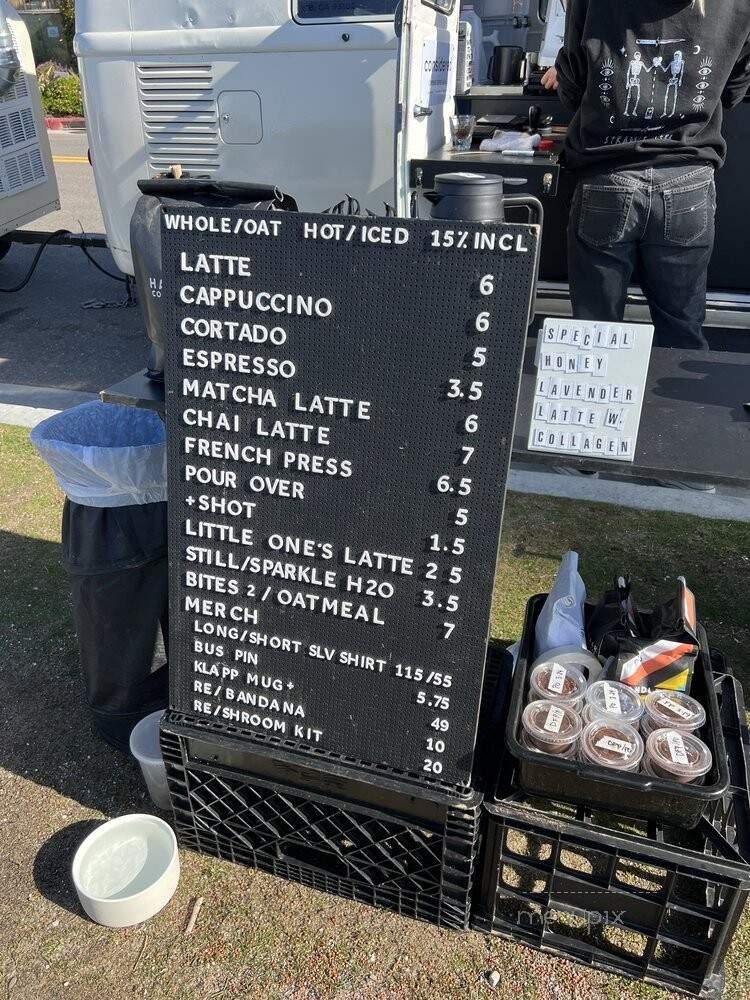 considered
WHOLE/OAT HOT/ICED 15% INCL
LATTE 6
CAPPUCCINO 6
CORTADO 5
ESPRESSO 3.5
MATCHA LATTE 6
CHAI LATTE 7
FRENCH PRESS 6.5
POUR OVER 5
+SHOT 1.5
LITTLE ONE'S LATTE 2 5
STILL/SPARKLE H2O 3.5
BITES 2 / OATMEAL 7
MERCH
LONG/SHORT SLV SHIRT 115/55
BUS PIN 5.75
KLAPP MUG+ 49
RE/BANDANA 10
RE/SHROOM KIT 20
SPECIAL
HONEY
LAVENDER
LATTE W.
COLLAGEN